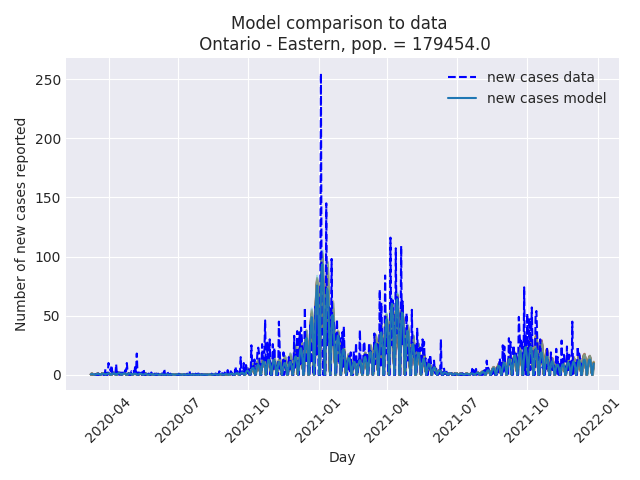 Model comparison to data
Ontario - Eastern, pop. = 179454.0
new cases data
new cases model
Number of new cases reported
250
200
150
100
50
0
2020-04
2020-07
2020-10
2021-01
2021-04
2021-07
2021-10
2022-01
Day